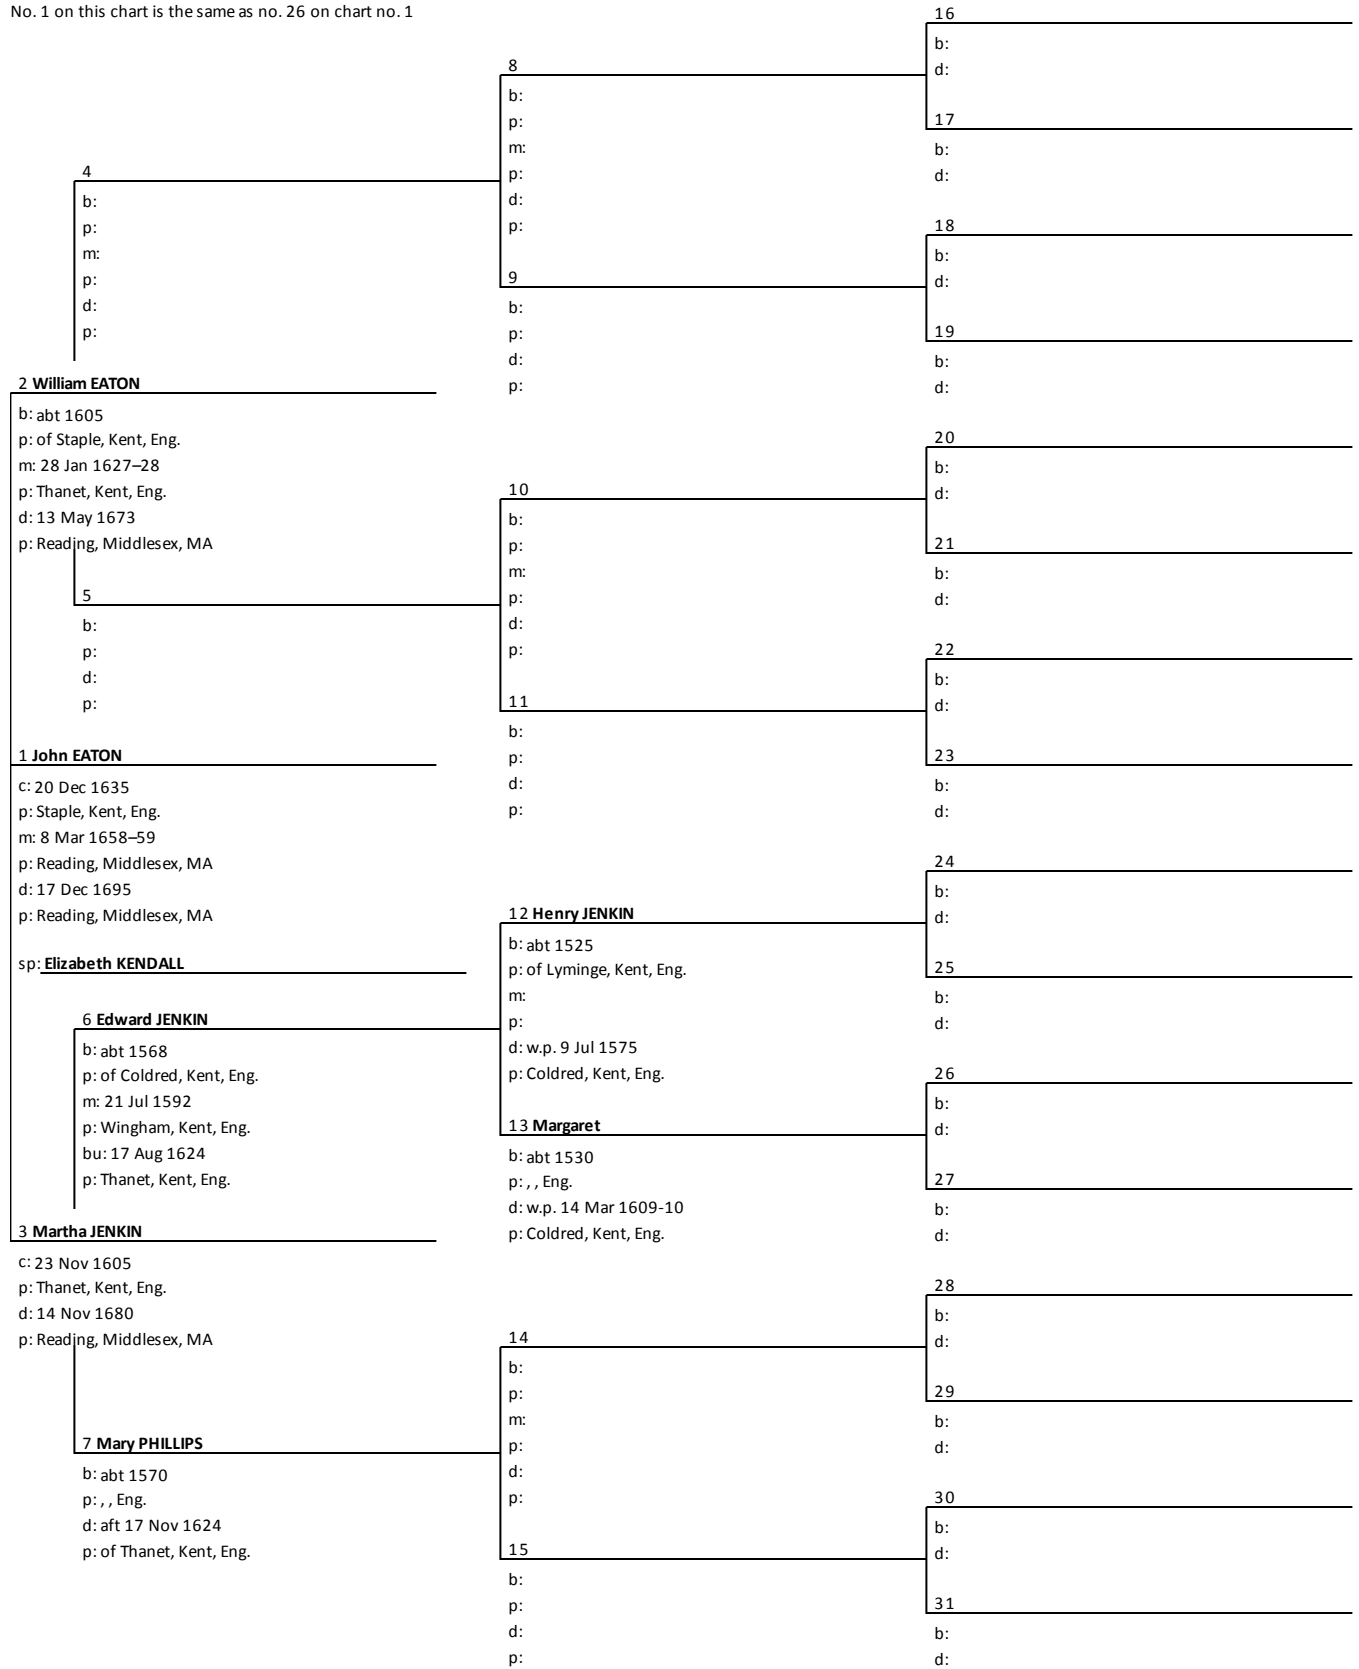 No. 1 on this chart is the same as no. 26 on chart no. 1
16
b:
d:
8
b:
p:
m:
p:
d:
p:
17
b:
d:
4
b:
p:
m:
p:
d:
p:
18
b:
d:
9
b:
p:
d:
p:
19
b:
d:
2 William EATON
b: abt 1605
p: of Staple, Kent, Eng.
m: 28 Jan 1627–28
p: Thanet, Kent, Eng.
d: 13 May 1673
p: Reading, Middlesex, MA
20
b:
d:
10
b:
p:
m:
p:
d:
p:
21
b:
d:
5
b:
p:
d:
p:
22
b:
d:
11
b:
p:
d:
p:
23
b:
d:
1 John EATON
c: 20 Dec 1635
p: Staple, Kent, Eng.
m: 8 Mar 1658–59
p: Reading, Middlesex, MA
d: 17 Dec 1695
p: Reading, Middlesex, MA
sp: Elizabeth KENDALL
24
b:
d:
12 Henry JENKIN
b: abt 1525
p: of Lyminge, Kent, Eng.
m:
p:
d: w.p. 9 Jul 1575
p: Coldred, Kent, Eng.
25
b:
d:
6 Edward JENKIN
b: abt 1568
p: of Coldred, Kent, Eng.
m: 21 Jul 1592
p: Wingham, Kent, Eng.
bu: 17 Aug 1624
p: Thanet, Kent, Eng.
26
b:
d:
13 Margaret
b: abt 1530
p: , , Eng.
d: w.p. 14 Mar 1609-10
p: Coldred, Kent, Eng.
27
b:
d:
3 Martha JENKIN
c: 23 Nov 1605
p: Thanet, Kent, Eng.
d: 14 Nov 1680
p: Reading, Middlesex, MA
28
b:
d:
14
b:
p:
m:
p:
d:
p:
29
b:
d:
7 Mary PHILLIPS
b: abt 1570
p: , , Eng.
d: aft 17 Nov 1624
p: of Thanet, Kent, Eng.
30
b:
d:
15
b:
p:
d:
p:
31
b:
d: